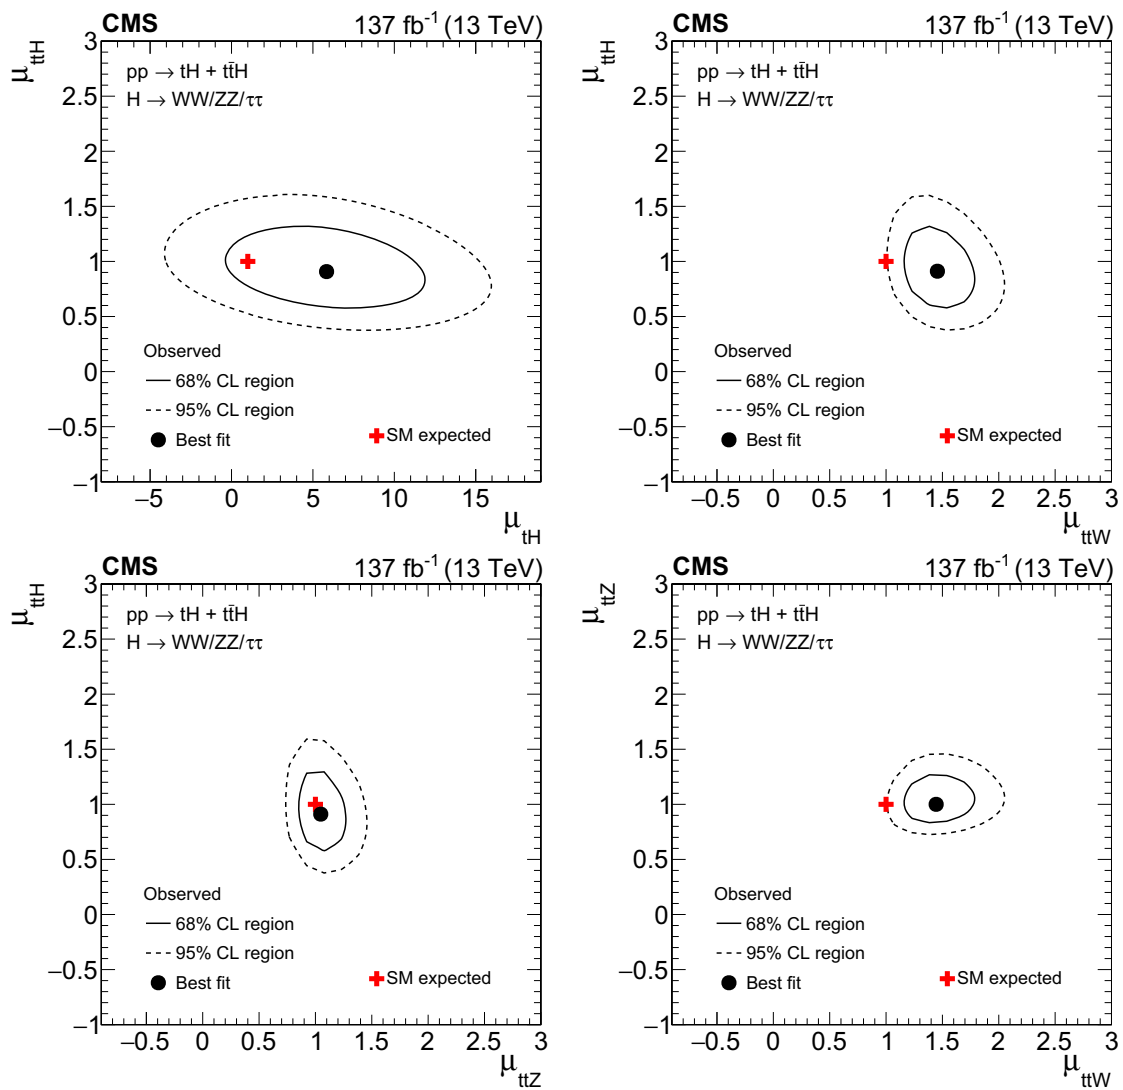 CMS 137 fb⁻¹ (13 TeV)
μ_ttH
pp → tH + tt̄H
H → WW/ZZ/ττ
3
2.5
2
1.5
1
0.5
0
−0.5
−1
Observed
68% CL region
95% CL region
Best fit
SM expected
−5 0 5 10 15
μ_tH
CMS 137 fb⁻¹ (13 TeV)
μ_ttH
pp → tH + tt̄H
H → WW/ZZ/ττ
3
2.5
2
1.5
1
0.5
0
−0.5
−1
Observed
68% CL region
95% CL region
Best fit
SM expected
−0.5 0 0.5 1 1.5 2 2.5 3
μ_ttW
CMS 137 fb⁻¹ (13 TeV)
μ_ttH
pp → tH + tt̄H
H → WW/ZZ/ττ
3
2.5
2
1.5
1
0.5
0
−0.5
−1
Observed
68% CL region
95% CL region
Best fit
SM expected
−0.5 0 0.5 1 1.5 2 2.5 3
μ_ttZ
CMS 137 fb⁻¹ (13 TeV)
μ_ttZ
pp → tH + tt̄H
H → WW/ZZ/ττ
3
2.5
2
1.5
1
0.5
0
−0.5
−1
Observed
68% CL region
95% CL region
Best fit
SM expected
−0.5 0 0.5 1 1.5 2 2.5 3
μ_ttW